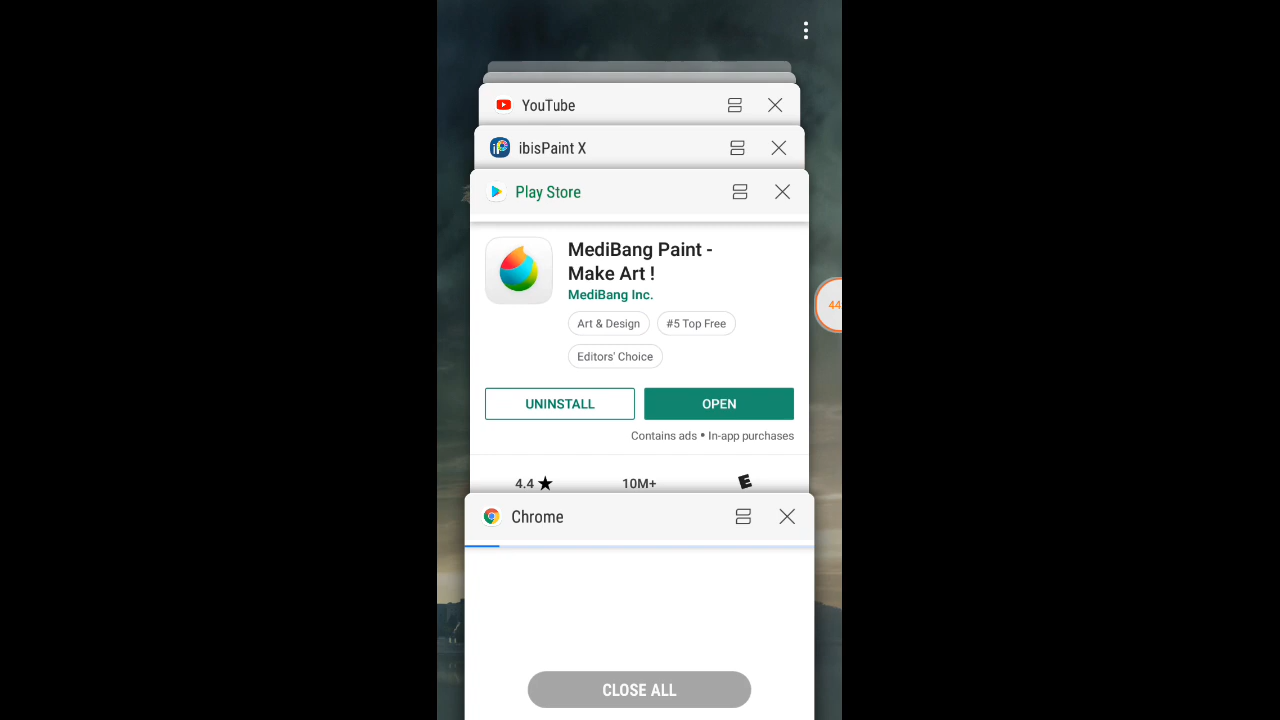 YouTube
ibisPaint X
Play Store
MediBang Paint -
Make Art !
MediBang Inc.
Art & Design
#5 Top Free
Editors' Choice
UNINSTALL
OPEN
Contains ads • In-app purchases
4.4 ★
10M+
E
44
Chrome
CLOSE ALL